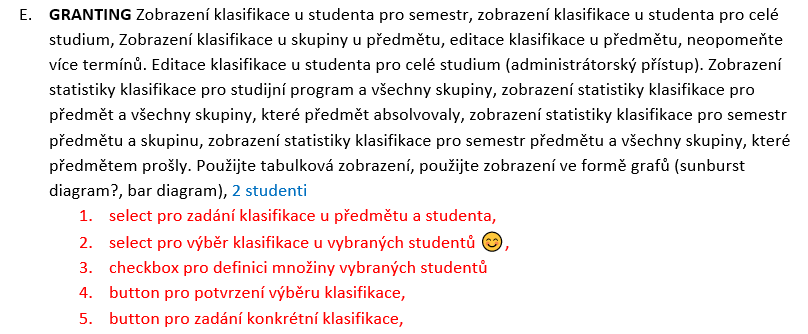 E. GRANTING Zobrazení klasifikace u studenta pro semestr, zobrazení klasifikace u studenta pro celé
studium, Zobrazení klasifikace u skupiny u předmětu, editace klasifikace u předmětu, neopomeňte
více termínů. Editace klasifikace u studenta pro celé studium (administrátorský přístup). Zobrazení
statistiky klasifikace pro studijní program a všechny skupiny, zobrazení statistiky klasifikace pro
předmět a všechny skupiny, které předmět absolvovaly, zobrazení statistiky klasifikace pro semestr
předmětu a skupinu, zobrazení statistiky klasifikace pro semestr předmětu a všechny skupiny, které
předmětem prošly. Použijte tabulková zobrazení, použijte zobrazení ve formě grafů (sunburst
diagram?, bar diagram), 2 studenti
1. select pro zadání klasifikace u předmětu a studenta,
2. select pro výběr klasifikace u vybraných studentů 😊,
3. checkbox pro definici množiny vybraných studentů
4. button pro potvrzení výběru klasifikace,
5. button pro zadání konkrétní klasifikace,